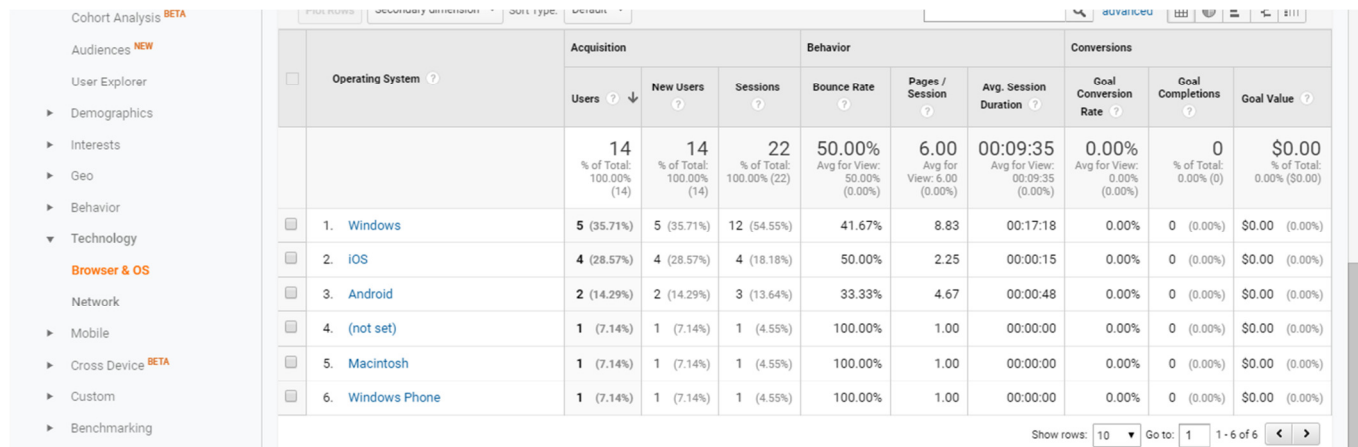 Cohort Analysis BETA
Audiences NEW
User Explorer
Demographics
Interests
Geo
Behavior
Technology
Browser & OS
Network
Mobile
Cross Device BETA
Custom
Benchmarking
Plot Rows Secondary dimension Sort Type: Default advanced
Acquisition Behavior Conversions
Operating System ? Users ? New Users ? Sessions ? Bounce Rate ? Pages / Session ? Avg. Session Duration ? Goal Conversion Rate ? Goal Completions ? Goal Value ?
14 14 22 50.00% 6.00 00:09:35 0.00% 0 $0.00
% of Total: 100.00% (14) % of Total: 100.00% (14) % of Total: 100.00% (22) Avg for View: 50.00% (0.00%) Avg for View: 6.00 (0.00%) Avg for View: 00:09:35 (0.00%) Avg for View: 0.00% (0.00%) % of Total: 0.00% (0) % of Total: 0.00% ($0.00)
1. Windows 5 (35.71%) 5 (35.71%) 12 (54.55%) 41.67% 8.83 00:17:18 0.00% 0 (0.00%) $0.00 (0.00%)
2. iOS 4 (28.57%) 4 (28.57%) 4 (18.18%) 50.00% 2.25 00:00:15 0.00% 0 (0.00%) $0.00 (0.00%)
3. Android 2 (14.29%) 2 (14.29%) 3 (13.64%) 33.33% 4.67 00:00:48 0.00% 0 (0.00%) $0.00 (0.00%)
4. (not set) 1 (7.14%) 1 (7.14%) 1 (4.55%) 100.00% 1.00 00:00:00 0.00% 0 (0.00%) $0.00 (0.00%)
5. Macintosh 1 (7.14%) 1 (7.14%) 1 (4.55%) 100.00% 1.00 00:00:00 0.00% 0 (0.00%) $0.00 (0.00%)
6. Windows Phone 1 (7.14%) 1 (7.14%) 1 (4.55%) 100.00% 1.00 00:00:00 0.00% 0 (0.00%) $0.00 (0.00%)
Show rows: 10 Go to: 1 1 - 6 of 6